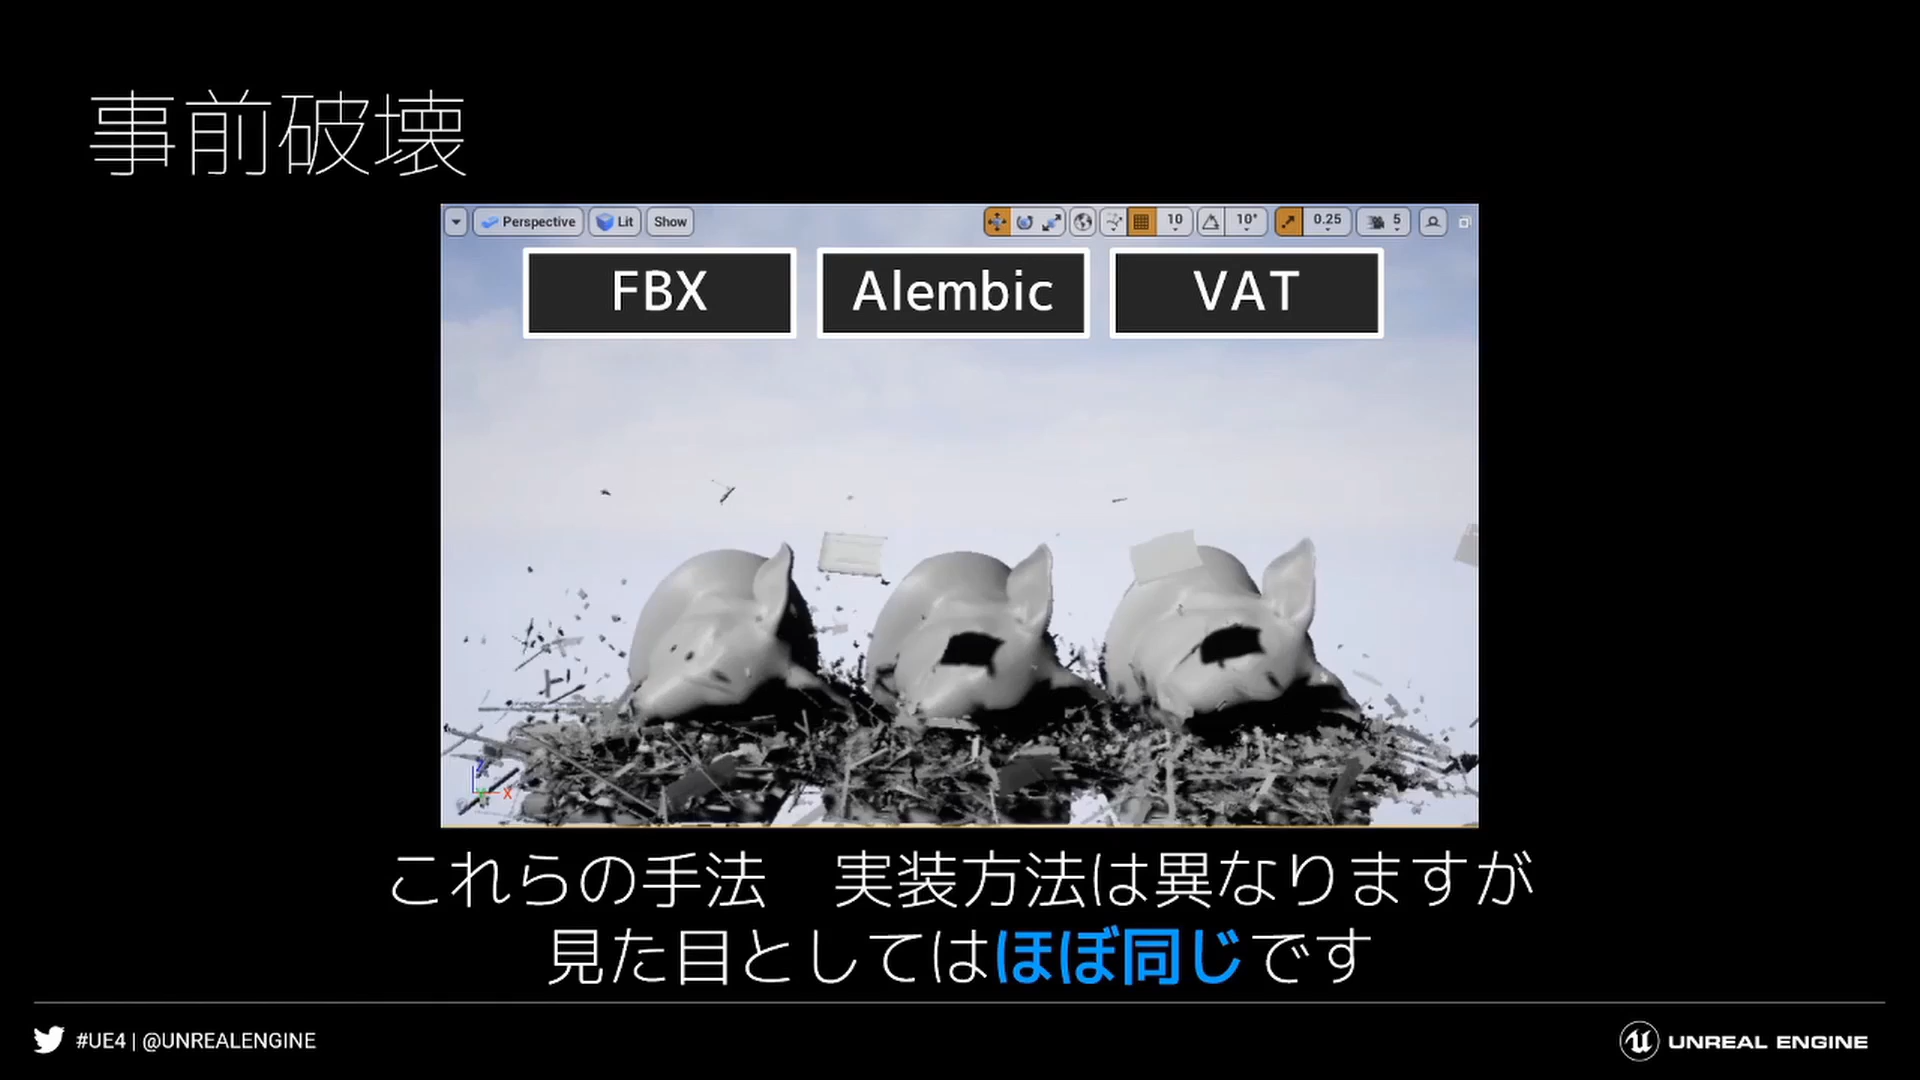 事前破壊
Perspective
Lit
Show
10
10°
0.25
5
FBX
Alembic
VAT
X
Z
これらの手法　実装方法は異なりますが
見た目としてはほぼ同じです
#UE4 | @UNREALENGINE
UNREAL ENGINE